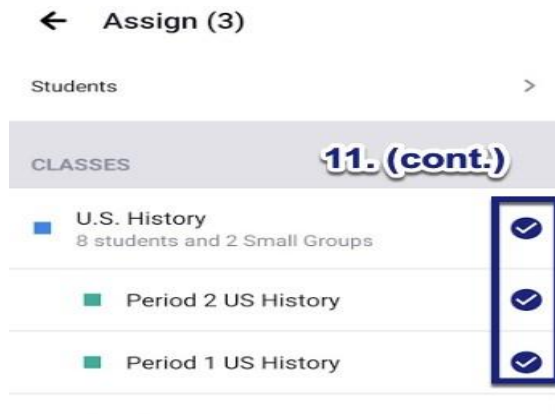 Assign (3)
Students
CLASSES
11. (cont.)
U.S. History
8 students and 2 Small Groups
Period 2 US History
Period 1 US History